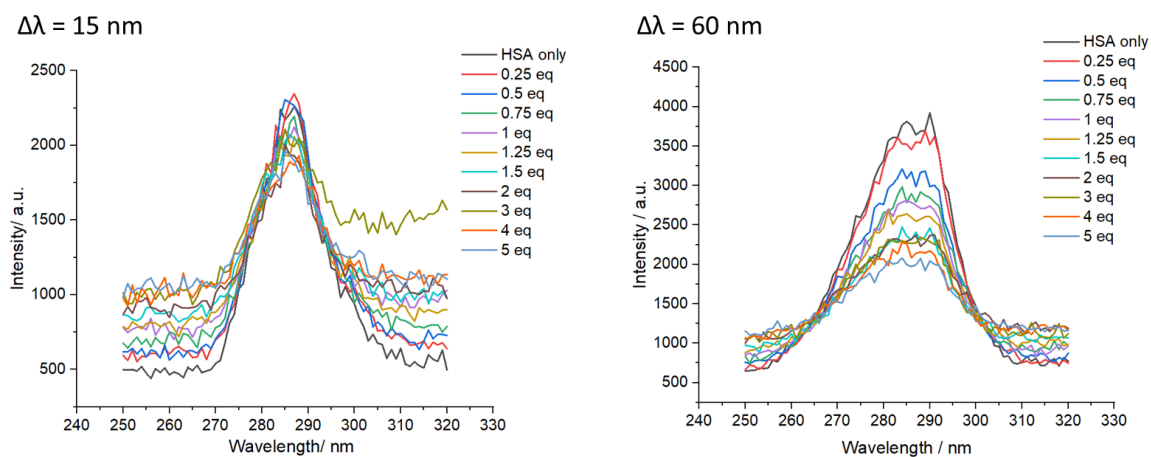 Δλ = 15 nm
HSA only
0.25 eq
0.5 eq
0.75 eq
1 eq
1.25 eq
1.5 eq
2 eq
3 eq
4 eq
5 eq
2500
2000
1500
1000
500
Intensity/ a.u.
240 250 260 270 280 290 300 310 320 330
Wavelength/ nm
Δλ = 60 nm
HSA only
0.25 eq
0.5 eq
0.75 eq
1 eq
1.25 eq
1.5 eq
2 eq
3 eq
4 eq
5 eq
4500
4000
3500
3000
2500
2000
1500
1000
500
Intensity / a.u.
240 250 260 270 280 290 300 310 320 330
Wavelength / nm